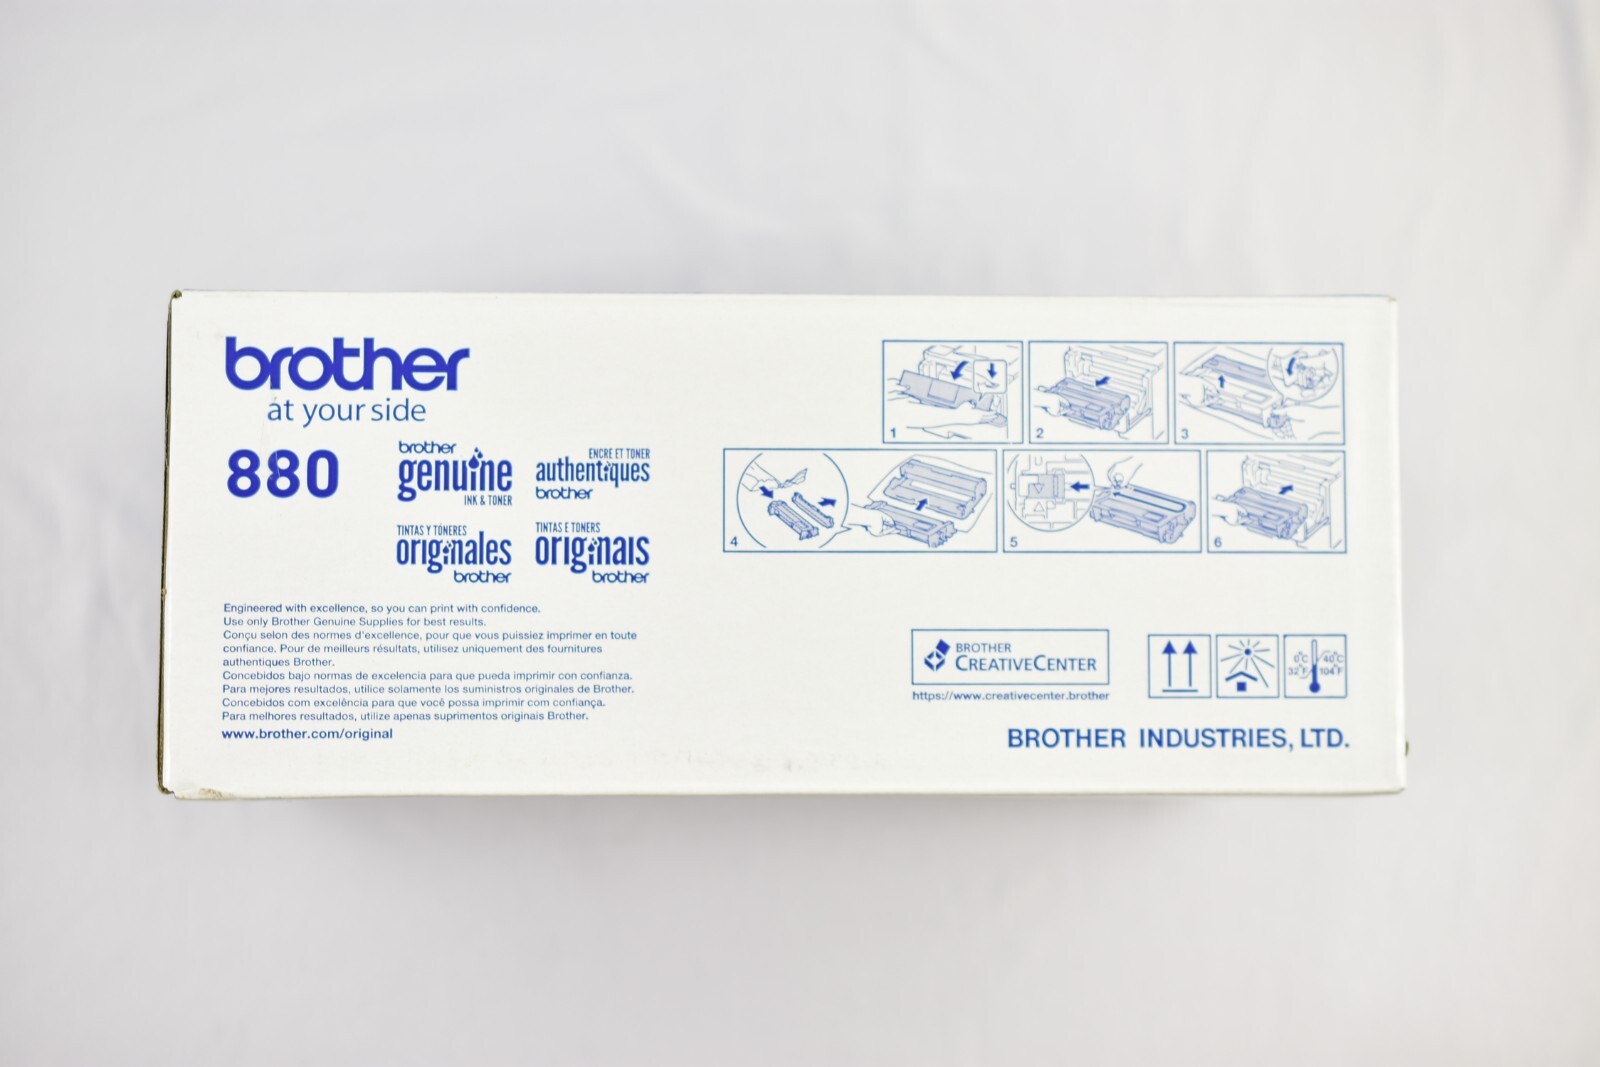 brother
at your side
880
brother
genuine
INK & TONER
ENCRE ET TONER
authentiques
brother
TINTAS Y TÓNERES
originales
brother
TINTAS E TONERS
originais
brother
Engineered with excellence, so you can print with confidence.
Use only Brother Genuine Supplies for best results.
Conçu selon des normes d'excellence, pour que vous puissiez imprimer en toute
confiance. Pour de meilleurs résultats, utilisez uniquement des fournitures
authentiques Brother.
Concebidos bajo normas de excelencia para que pueda imprimir con confianza.
Para mejores resultados, utilice solamente los suministros originales de Brother.
Concebidos com excelência para que você possa imprimir com confiança.
Para melhores resultados, utilize apenas suprimentos originais Brother.
www.brother.com/original
1
2
3
4
5
6
BROTHER
CREATIVECENTER
https://www.creativecenter.brother
0°C 40°C
32°F 104°F
BROTHER INDUSTRIES, LTD.